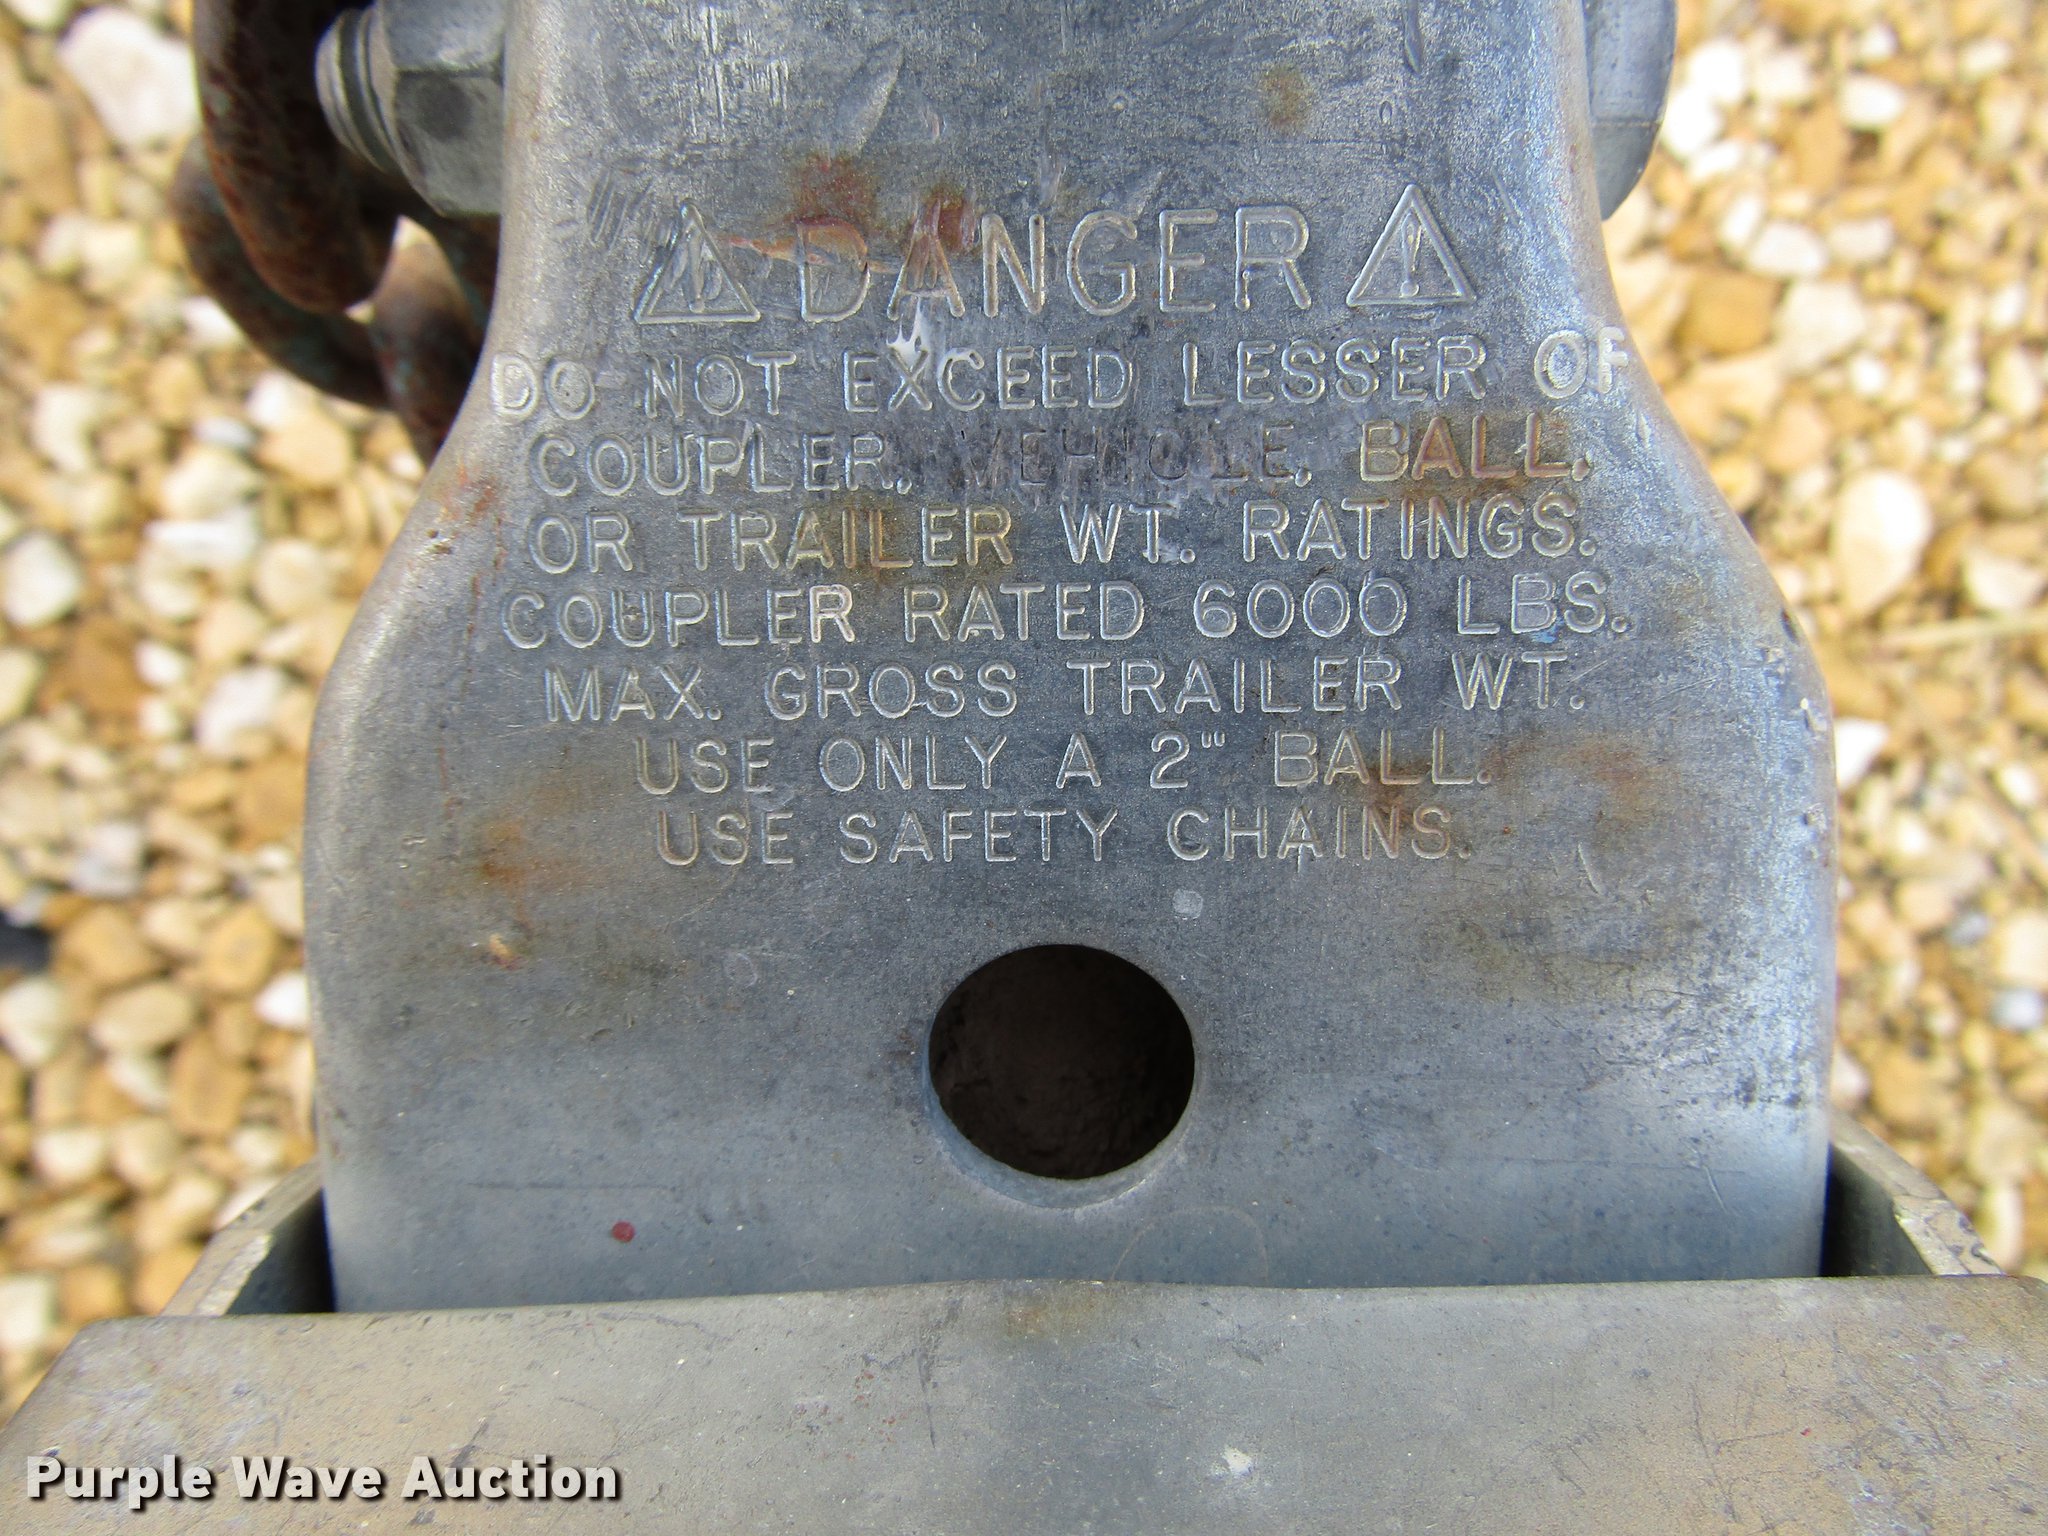 DANGER
DO NOT EXCEED LESSER OF
COUPLER, VEHICLE, BALL,
OR TRAILER WT. RATINGS.
COUPLER RATED 6000 LBS.
MAX. GROSS TRAILER WT.
USE ONLY A 2" BALL.
USE SAFETY CHAINS.
Purple Wave Auction